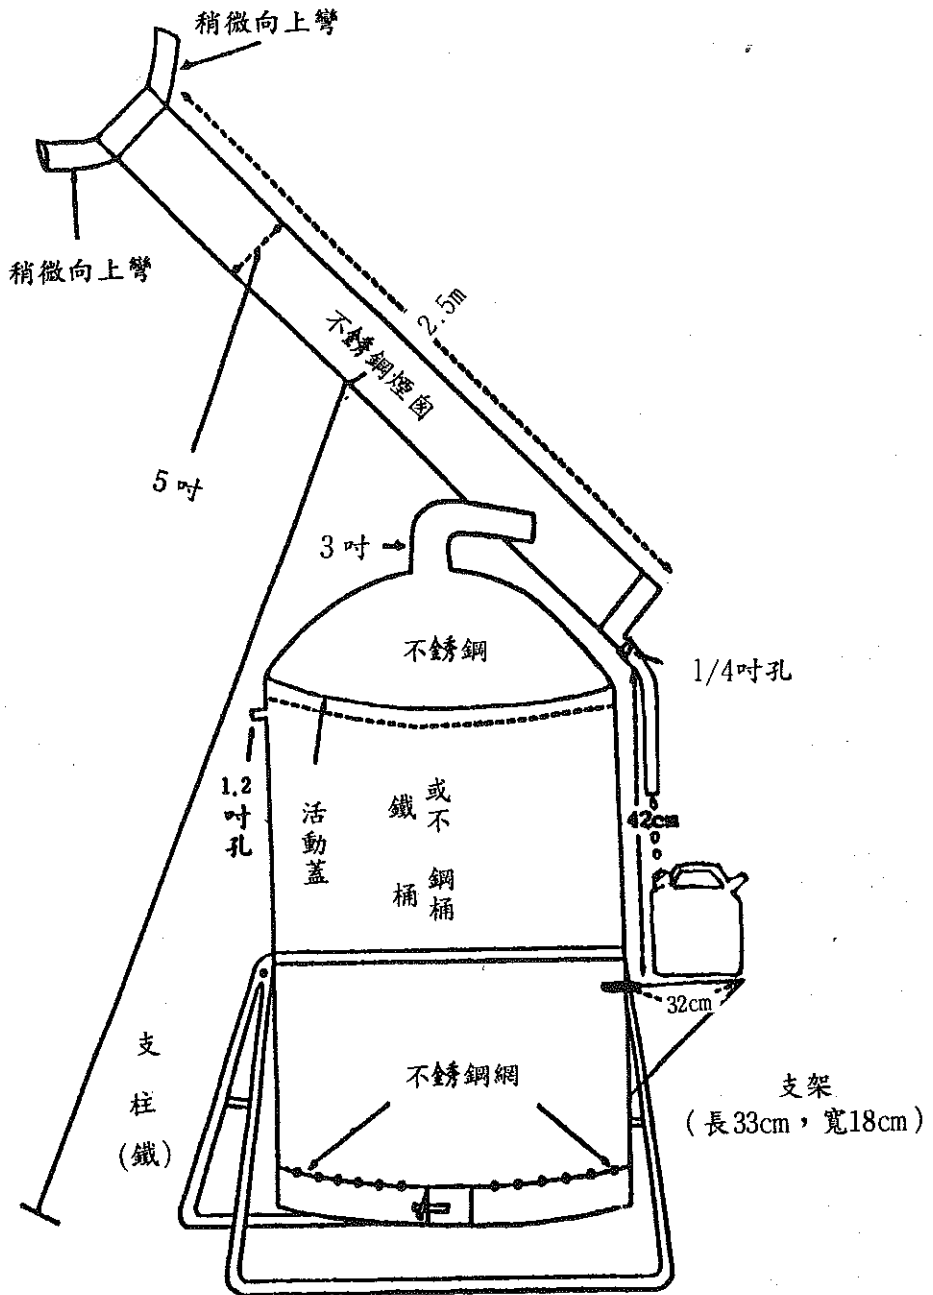 稍微向上彎
稍微向上彎
2.5m
不銹鋼煙囪
5吋
3吋
不銹鋼
1/4吋孔
1.2吋孔
活動蓋
鐵桶
或不 鋼桶
42cm
32cm
支柱(鐵)
不銹鋼網
支架
(長33cm,寬18cm)